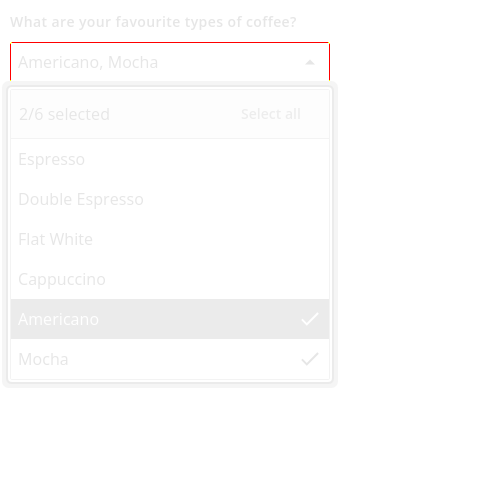 What are your favourite types of coffee?
Americano, Mocha
2/6 selected Select all
Espresso
Double Espresso
Flat White
Cappuccino
Americano
Mocha